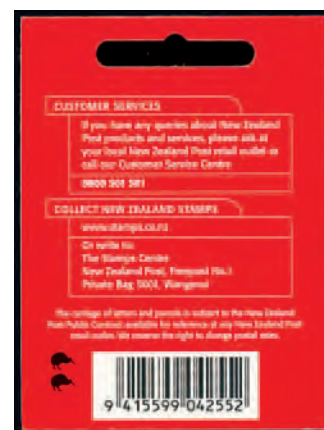 CUSTOMER SERVICES
If you have any queries about New Zealand
Post products and services, please ask at
your local New Zealand Post retail outlet or
call our Customer Service Centre
0800 501 501
COLLECT NEW ZEALAND STAMPS
www.stamps.co.nz
Or write to:
The Stamps Centre
New Zealand Post, Freepost No.1
Private Bag 3001, Wanganui
The carriage of letters and parcels is subject to the New Zealand
Post Public Contract available for reference at any New Zealand Post
retail outlet. We reserve the right to change postal rates.
9 415599 042552